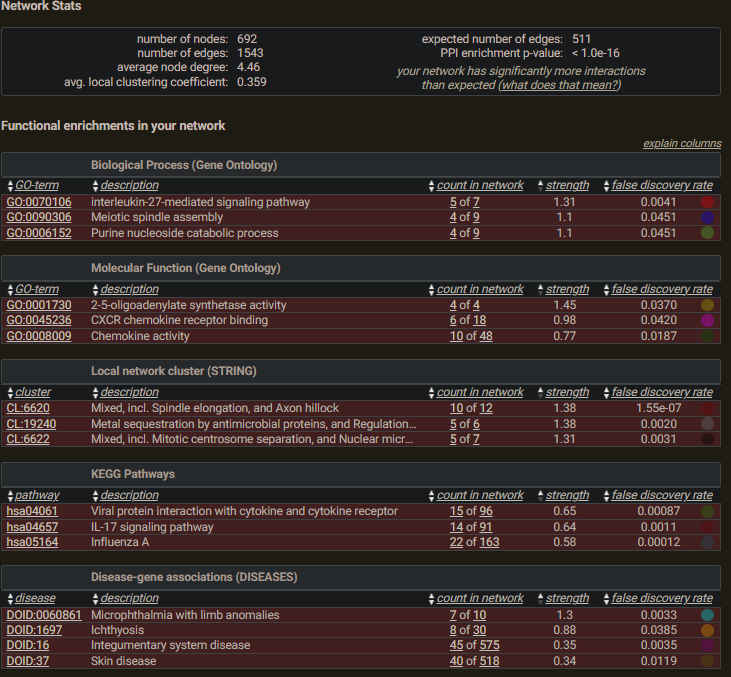 Network Stats
number of nodes: 692 expected number of edges: 511
number of edges: 1543 PPI enrichment p-value: < 1.0e-16
average node degree: 4.46 your network has significantly more interactions
avg. local clustering coefficient: 0.359 than expected (what does that mean?)
Functional enrichments in your network
explain columns
Biological Process (Gene Ontology)
GO-term description count in network strength false discovery rate
GO:0070106 interleukin-27-mediated signaling pathway 5 of 7 1.31 0.0041
GO:0090306 Meiotic spindle assembly 4 of 9 1.1 0.0451
GO:0006152 Purine nucleoside catabolic process 4 of 9 1.1 0.0451
Molecular Function (Gene Ontology)
GO-term description count in network strength false discovery rate
GO:0001730 2-5-oligoadenylate synthetase activity 4 of 4 1.45 0.0370
GO:0045236 CXCR chemokine receptor binding 6 of 18 0.98 0.0420
GO:0008009 Chemokine activity 10 of 48 0.77 0.0187
Local network cluster (STRING)
cluster description count in network strength false discovery rate
CL:6620 Mixed, incl. Spindle elongation, and Axon hillock 10 of 12 1.38 1.55e-07
CL:19240 Metal sequestration by antimicrobial proteins, and Regulation... 5 of 6 1.38 0.0020
CL:6622 Mixed, incl. Mitotic centrosome separation, and Nuclear micr... 5 of 7 1.31 0.0031
KEGG Pathways
pathway description count in network strength false discovery rate
hsa04061 Viral protein interaction with cytokine and cytokine receptor 15 of 96 0.65 0.00087
hsa04657 IL-17 signaling pathway 14 of 91 0.64 0.0011
hsa05164 Influenza A 22 of 163 0.58 0.00012
Disease-gene associations (DISEASES)
disease description count in network strength false discovery rate
DOID:0060861 Microphthalmia with limb anomalies 7 of 10 1.3 0.0033
DOID:1697 Ichthyosis 8 of 30 0.88 0.0385
DOID:16 Integumentary system disease 45 of 575 0.35 0.0035
DOID:37 Skin disease 40 of 518 0.34 0.0119